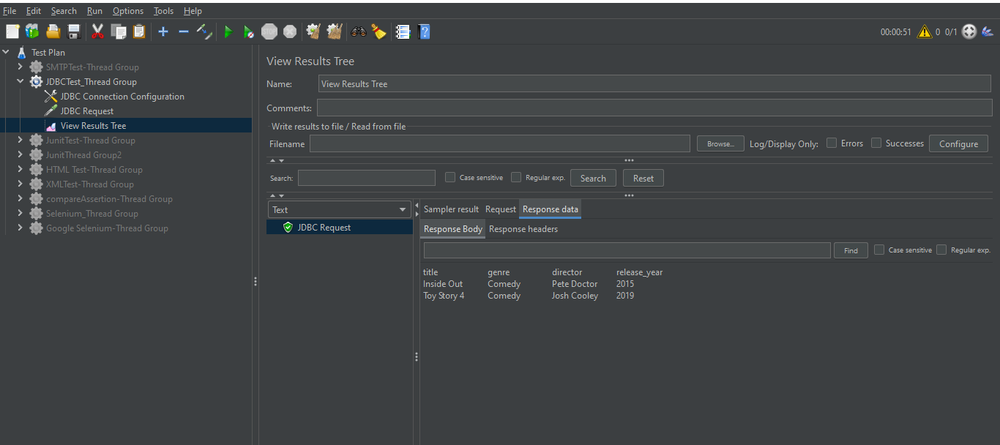 File Edit Search Run Options Tools Help
STOP 00:00:51 0 0/1
Test Plan
SMTPTest-Thread Group
JDBCTest_Thread Group
JDBC Connection Configuration
JDBC Request
View Results Tree
JunitTest-Thread Group
JunitThread Group2
HTML Test-Thread Group
XMLTest-Thread Group
compareAssertion-Thread Group
Selenium_Thread Group
Google Selenium-Thread Group
View Results Tree
Name: View Results Tree
Comments:
Write results to file / Read from file
Filename Browse... Log/Display Only: Errors Successes Configure
Search: Case sensitive Regular exp. Search Reset
Text
JDBC Request
Sampler result Request Response data
Response Body Response headers
Find Case sensitive Regular exp.
title genre director release_year
Inside Out Comedy Pete Doctor 2015
Toy Story 4 Comedy Josh Cooley 2019